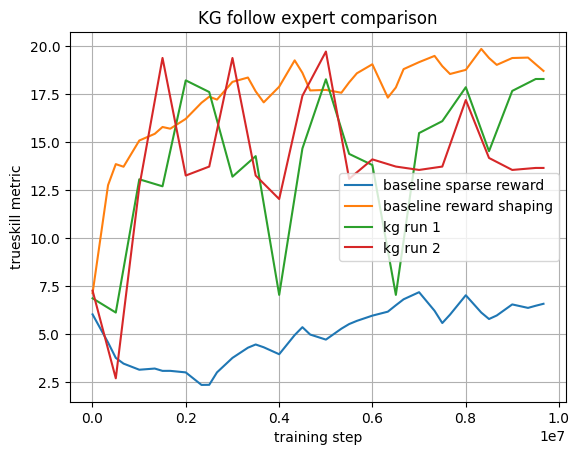 KG follow expert comparison
trueskill metric
20.0
17.5
15.0
12.5
10.0
7.5
5.0
2.5
baseline sparse reward
baseline reward shaping
kg run 1
kg run 2
0.0 0.2 0.4 0.6 0.8 1.0
1e7
training step